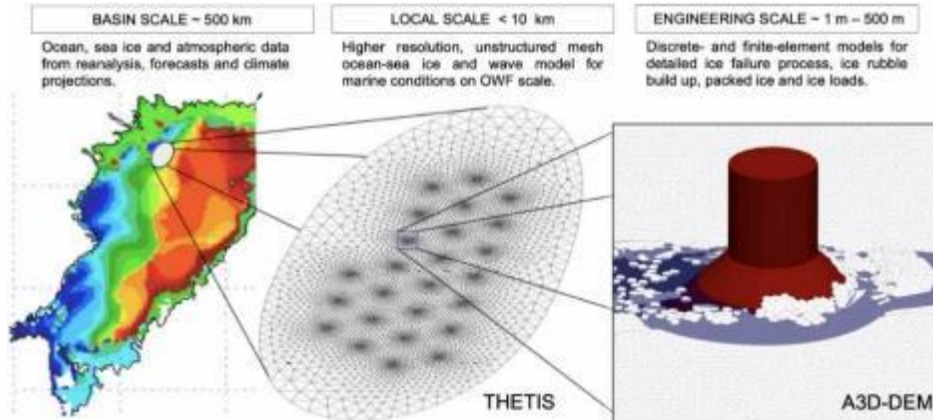 BASIN SCALE ~ 500 km
Ocean, sea ice and atmospheric data
from reanalysis, forecasts and climate
projections.
LOCAL SCALE < 10 km
Higher resolution, unstructured mesh
ocean-sea ice and wave model for
marine conditions on OWF scale.
ENGINEERING SCALE ~ 1 m – 500 m
Discrete- and finite-element models for
detailed ice failure process, ice rubble
build up, packed ice and ice loads.
THETIS
A3D-DEM